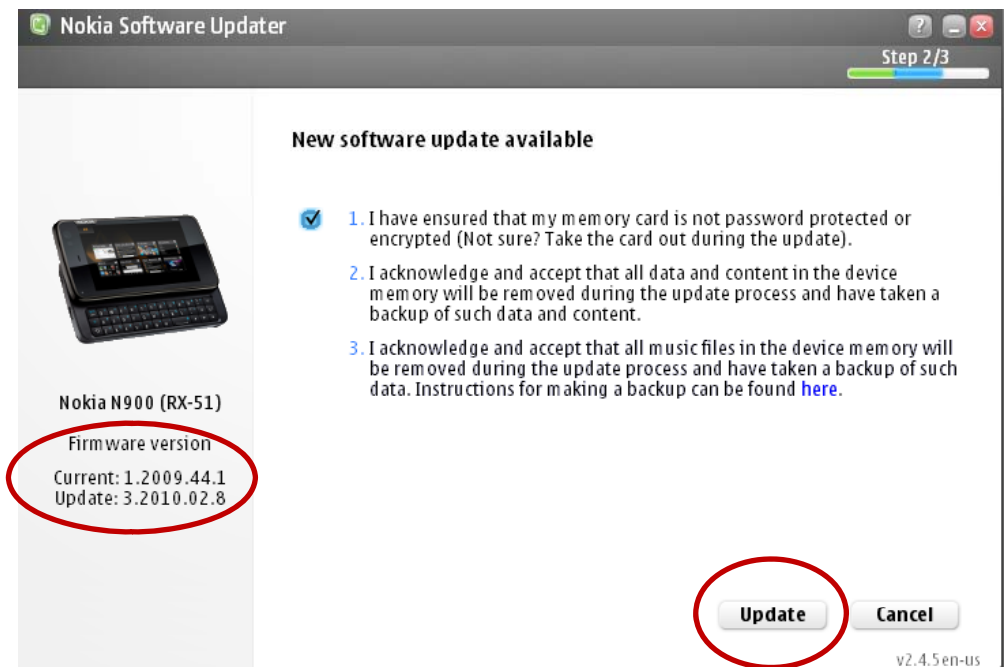 Nokia Software Updater
?
Step 2/3
New software update available
1. I have ensured that my memory card is not password protected or
encrypted (Not sure? Take the card out during the update).
2. I acknowledge and accept that all data and content in the device
memory will be removed during the update process and have taken a
backup of such data and content.
3. I acknowledge and accept that all music files in the device memory will
be removed during the update process and have taken a backup of such
data. Instructions for making a backup can be found here.
Nokia N900 (RX-51)
Firmware version
Current: 1.2009.44.1
Update: 3.2010.02.8
Update
Cancel
v2.4.5en-us